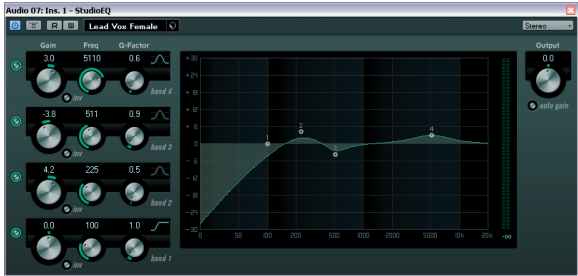 Audio 07: Ins. 1 - StudioEQ
R W Lead Vox Female Stereo
Gain Freq Q-Factor
3.0 5110 0.6
inv band 4
-3.8 511 0.9
inv band 3
4.2 225 0.5
inv band 2
0.0 100 1.0
inv band 1
+30
+24
+18
+12
+6
0
-6
-12
-18
-24
-30
1 2 3 4
0 50 100 200 500 1000 2000 5000 10k 20k
-oo
Output
0.0
auto gain